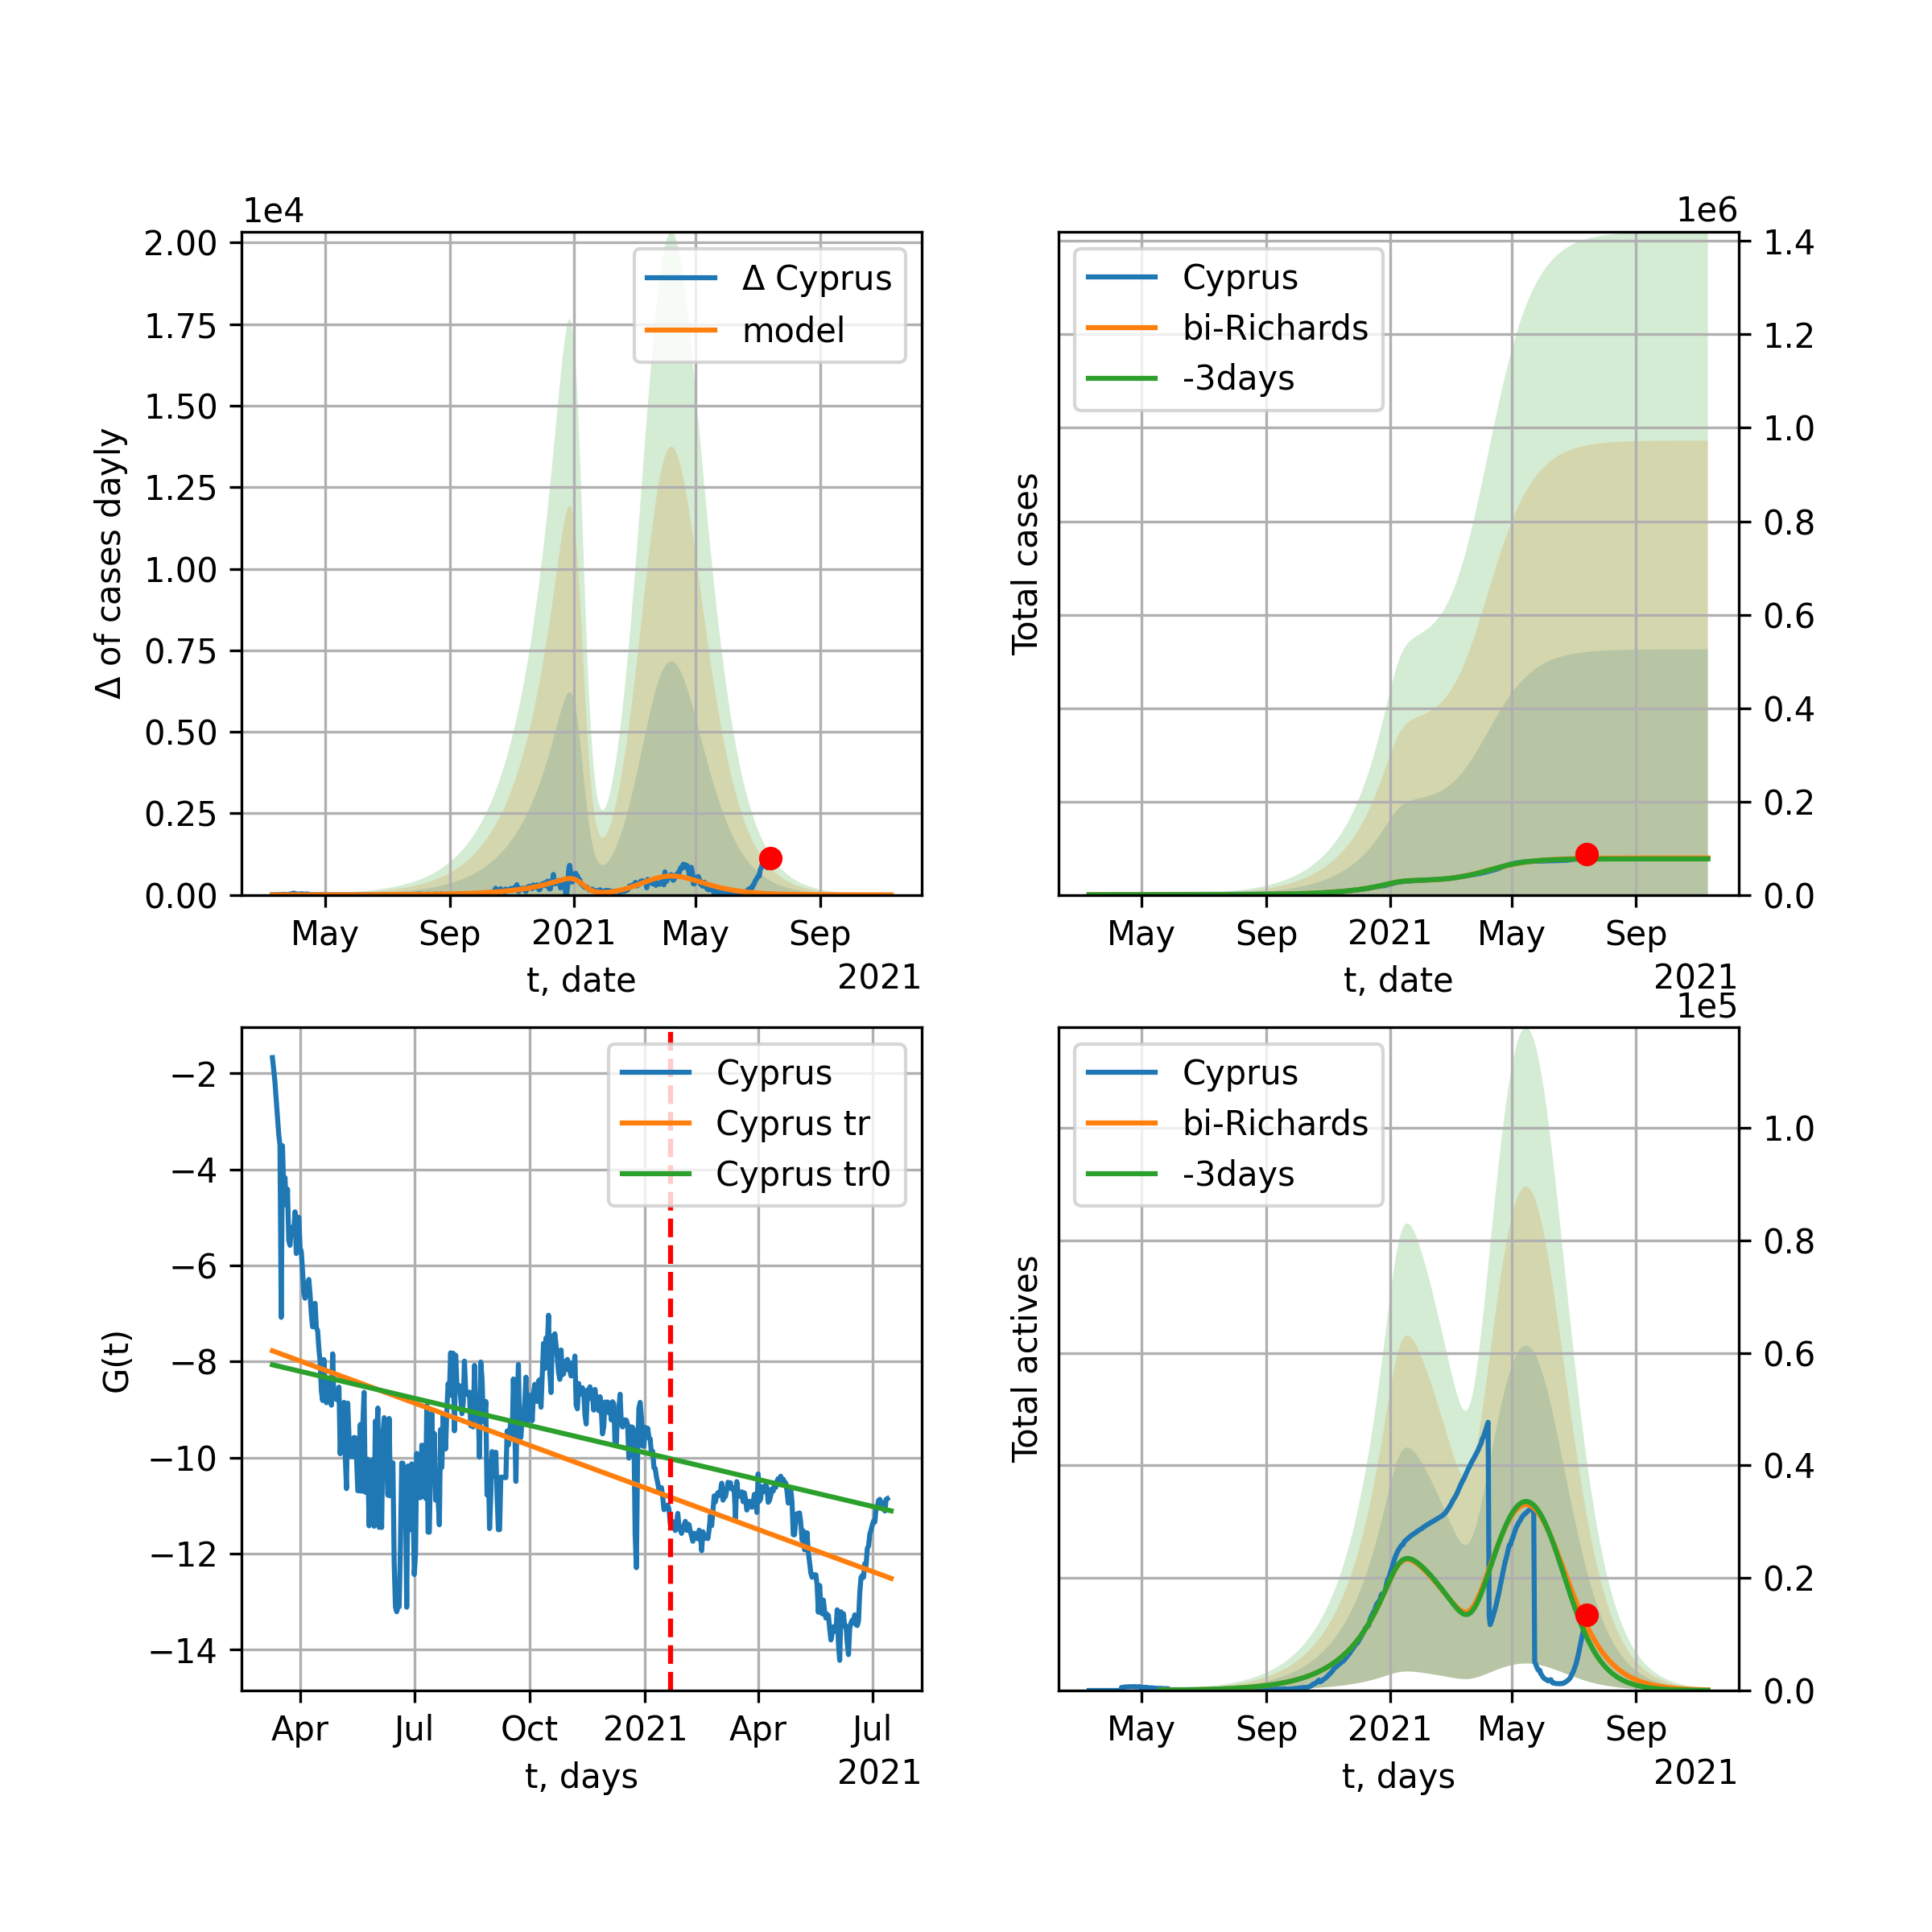 1e4
2.00
1.75
1.50
1.25
1.00
0.75
0.50
0.25
0.00
Δ of cases dayly
Δ Cyprus
model
May Sep 2021 May Sep
t, date
2021
1e6
Cyprus
bi-Richards
-3days
Total cases
1.4
1.2
1.0
0.8
0.6
0.4
0.2
0.0
May Sep 2021 May Sep
t, date
2021
−2
−4
−6
−8
−10
−12
−14
G(t)
Cyprus
Cyprus tr
Cyprus tr0
Apr Jul Oct 2021 Apr Jul
t, days
2021
1e5
Cyprus
bi-Richards
-3days
Total actives
1.0
0.8
0.6
0.4
0.2
0.0
May Sep 2021 May Sep
t, days
2021